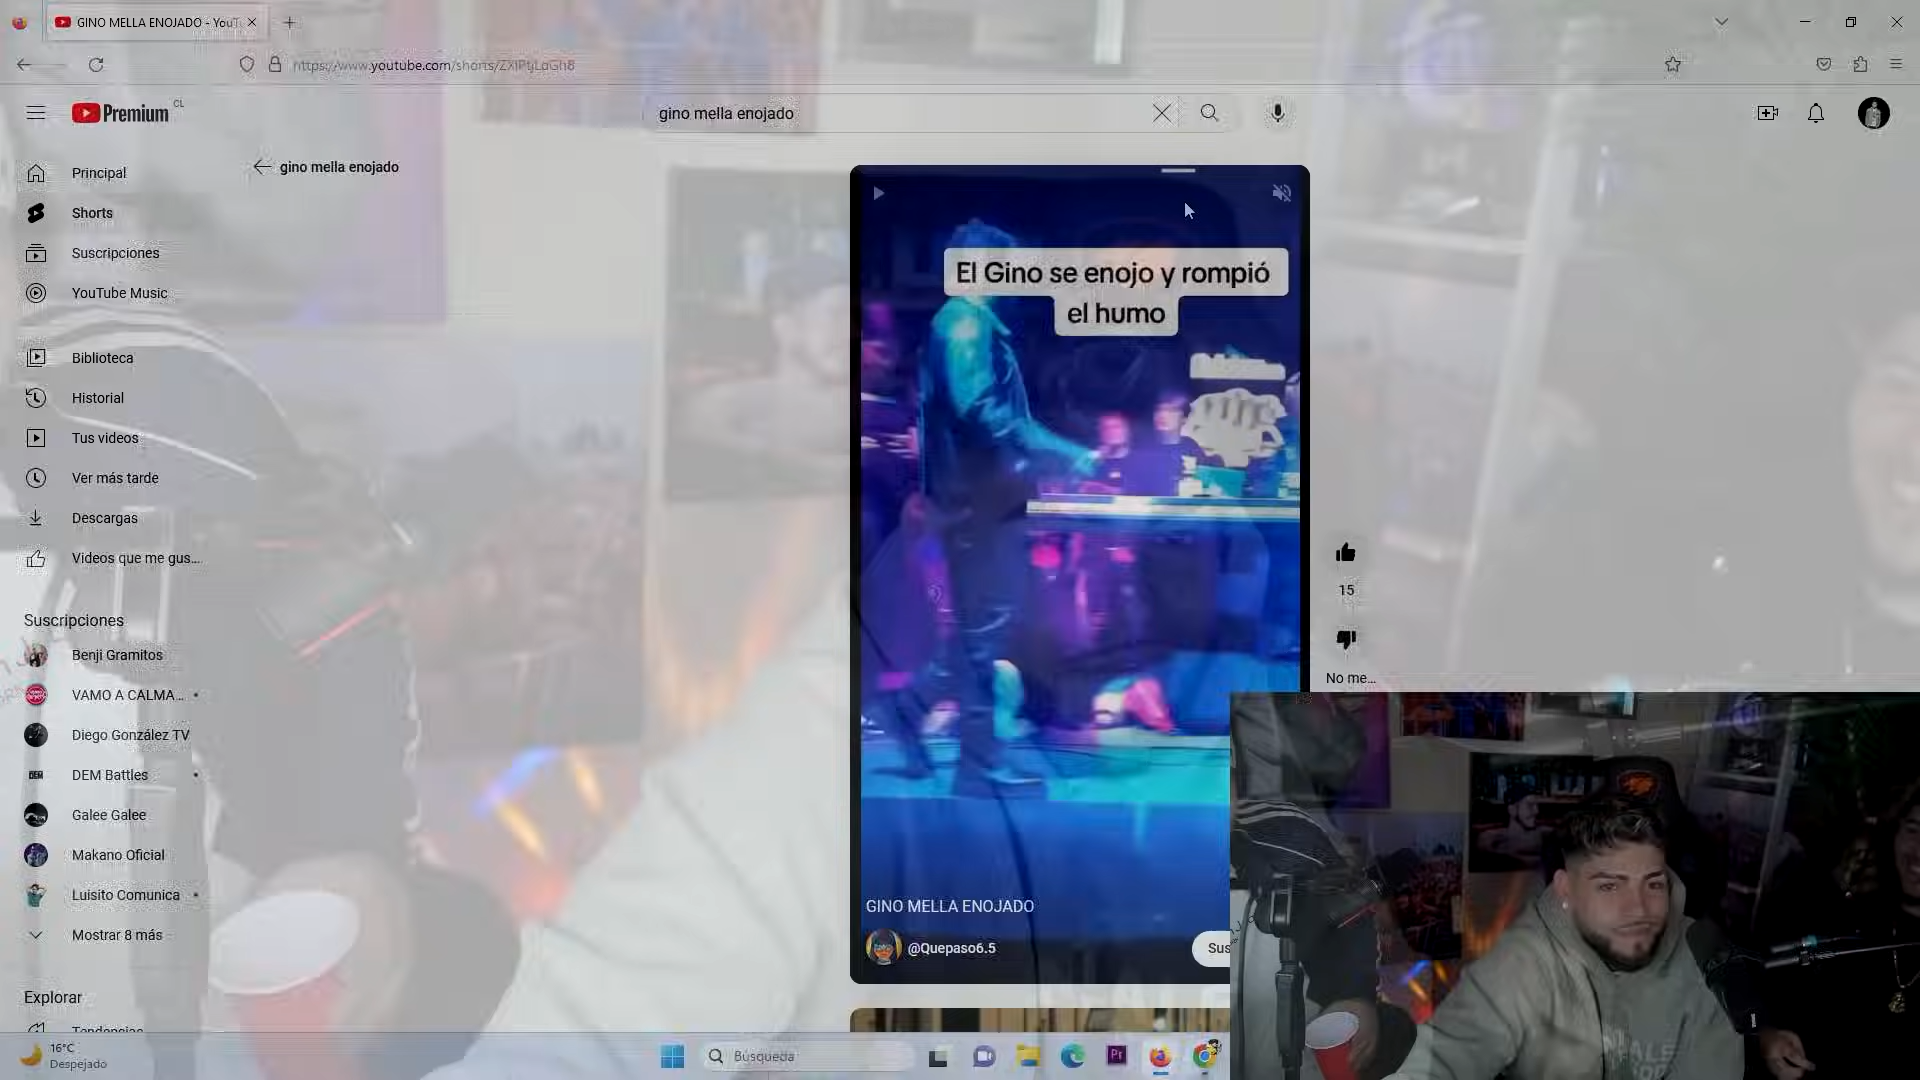 GINO MELLA ENOJADO - YouT
https://www.youtube.com/shorts/ZXlPtjLaGh8
Premium
CL
gino mella enojado
Principal
gino mella enojado
Shorts
Suscripciones
YouTube Music
Biblioteca
Historial
Tus videos
Ver más tarde
Descargas
Videos que me gus...
Suscripciones
Benji Gramitos
VAMO A CALMA...
Diego González TV
DEM Battles
Galee Galee
Makano Oficial
Luisito Comunica
Mostrar 8 más
Explorar
Tendencias
El Gino se enojo y rompió
el humo
15
No me...
GINO MELLA ENOJADO
@Quepaso6.5
Sus
16°C
Despejado
Búsqueda
Pr